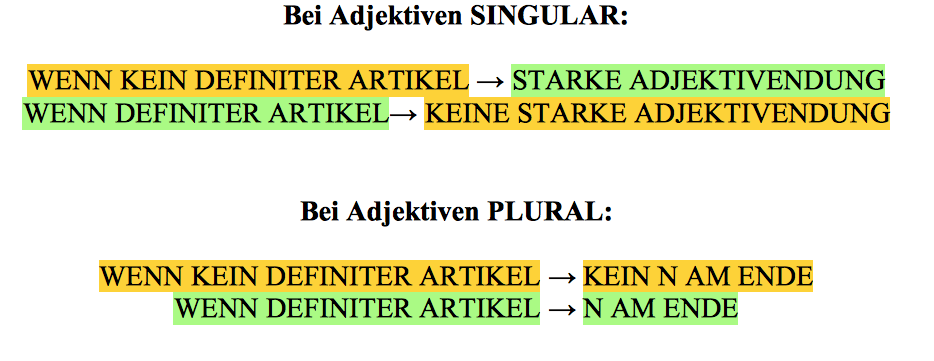 Bei Adjektiven SINGULAR:
WENN KEIN DEFINITER ARTIKEL → STARKE ADJEKTIVENDUNG
WENN DEFINITER ARTIKEL→ KEINE STARKE ADJEKTIVENDUNG
Bei Adjektiven PLURAL:
WENN KEIN DEFINITER ARTIKEL → KEIN N AM ENDE
WENN DEFINITER ARTIKEL → N AM ENDE